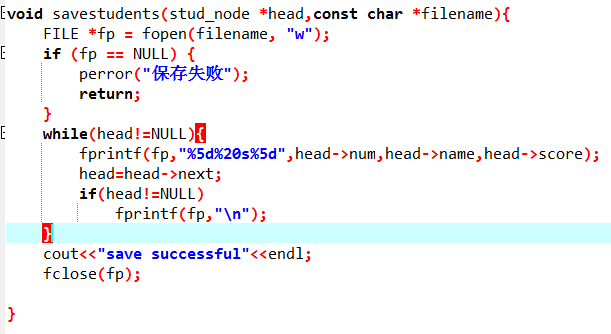 void savestudents(stud_node *head,const char *filename){
    FILE *fp = fopen(filename, "w");
    if (fp == NULL) {
        perror("保存失败");
        return;
    }
    while(head!=NULL){
        fprintf(fp,"%5d%20s%5d",head->num,head->name,head->score);
        head=head->next;
        if(head!=NULL)
            fprintf(fp,"\n");
    }
    cout<<"save successful"<<endl;
    fclose(fp);
}